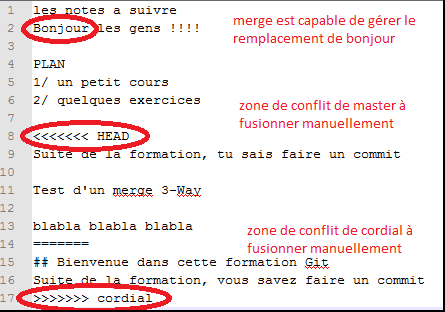 1 les notes a suivre
2 Bonjour les gens !!!!
merge est capable de gérer le
remplacement de bonjour
3
4 PLAN
5 1/ un petit cours
6 2/ quelques exercices
zone de conflit de master à
fusionner manuellement
7
8 <<<<<<< HEAD
9 Suite de la formation, tu sais faire un commit
10
11 Test d'un merge 3-Way
12
13 blabla blabla blabla
zone de conflit de cordial à
fusionner manuellement
14 =======
15 ## Bienvenue dans cette formation Git
16 Suite de la formation, vous savez faire un commit
17 >>>>>>> cordial